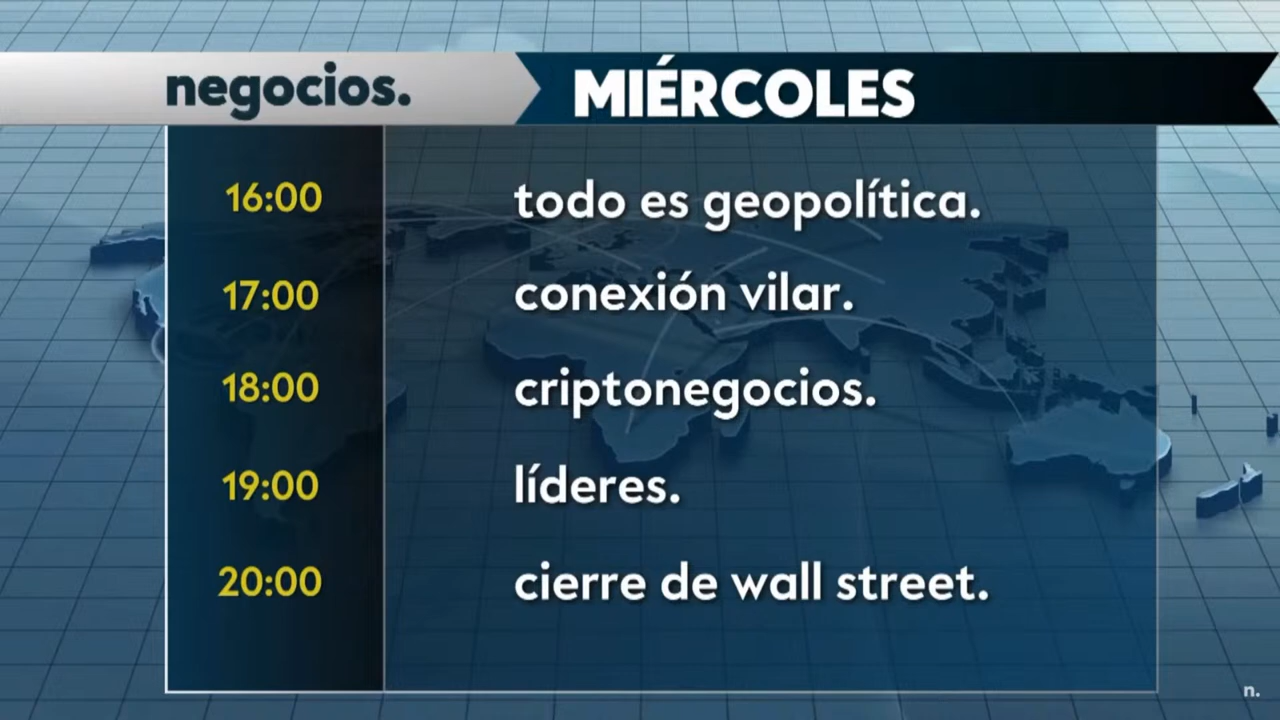 negocios. MIÉRCOLES
16:00 todo es geopolítica.
17:00 conexión vilar.
18:00 criptonegocios.
19:00 líderes.
20:00 cierre de wall street.
n.